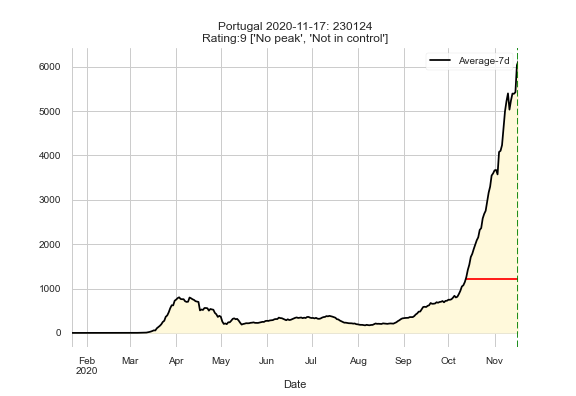 Portugal 2020-11-17: 230124
Rating:9 ['No peak', 'Not in control']
Average-7d
6000
5000
4000
3000
2000
1000
0
Feb Mar Apr May Jun Jul Aug Sep Oct Nov
2020
Date